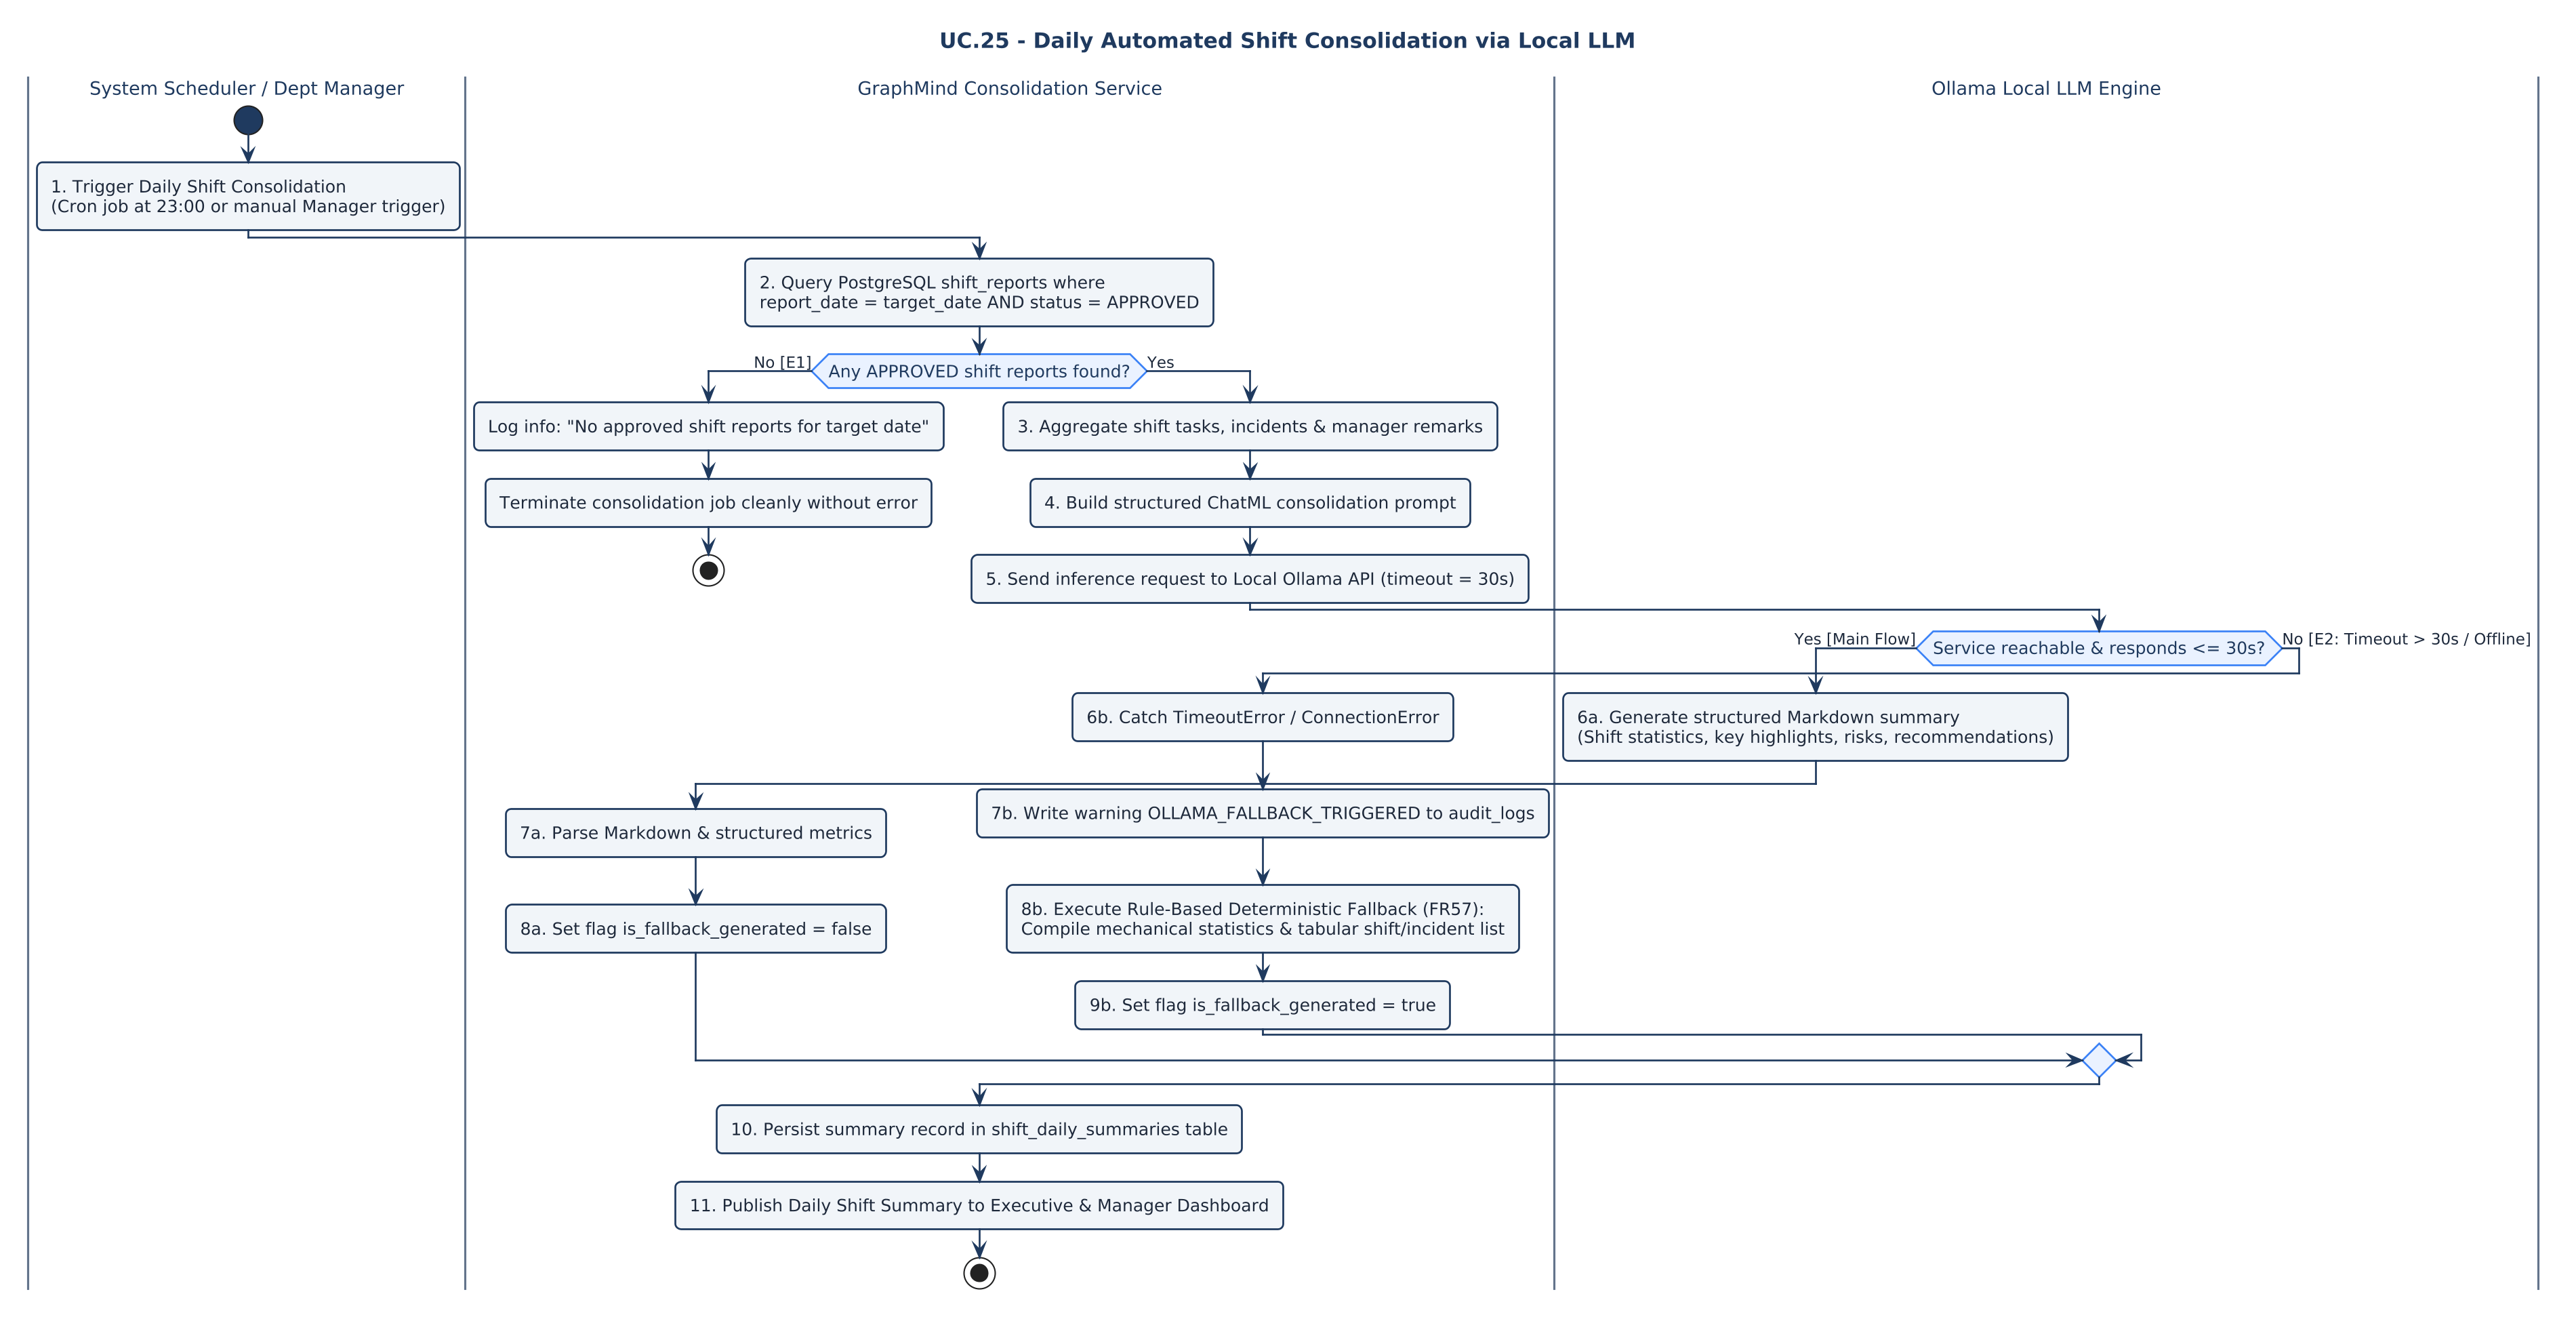 UC.25 - Daily Automated Shift Consolidation via Local LLM
System Scheduler / Dept Manager
GraphMind Consolidation Service
Ollama Local LLM Engine
1. Trigger Daily Shift Consolidation
(Cron job at 23:00 or manual Manager trigger)
2. Query PostgreSQL shift_reports where
report_date = target_date AND status = APPROVED
No [E1]
Any APPROVED shift reports found?
Yes
Log info: "No approved shift reports for target date"
3. Aggregate shift tasks, incidents & manager remarks
Terminate consolidation job cleanly without error
4. Build structured ChatML consolidation prompt
5. Send inference request to Local Ollama API (timeout = 30s)
Yes [Main Flow]
Service reachable & responds <= 30s?
No [E2: Timeout > 30s / Offline]
6b. Catch TimeoutError / ConnectionError
6a. Generate structured Markdown summary
(Shift statistics, key highlights, risks, recommendations)
7a. Parse Markdown & structured metrics
7b. Write warning OLLAMA_FALLBACK_TRIGGERED to audit_logs
8a. Set flag is_fallback_generated = false
8b. Execute Rule-Based Deterministic Fallback (FR57):
Compile mechanical statistics & tabular shift/incident list
9b. Set flag is_fallback_generated = true
10. Persist summary record in shift_daily_summaries table
11. Publish Daily Shift Summary to Executive & Manager Dashboard